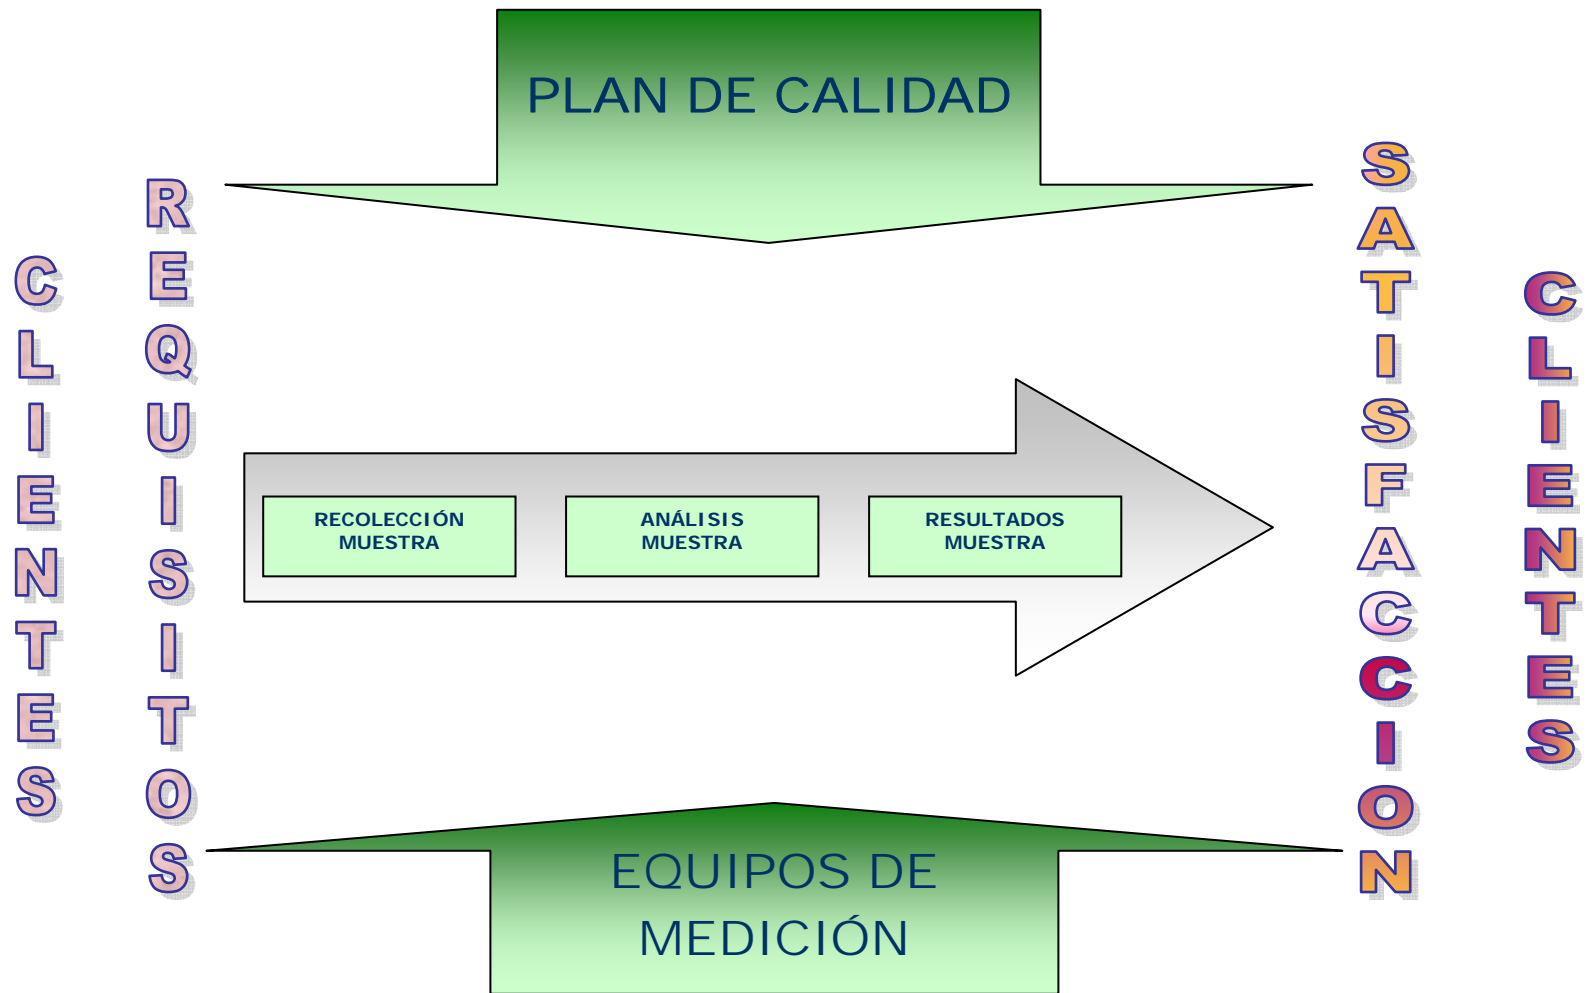 PLAN DE CALIDAD
CLIENTES
REQUISITOS
RECOLECCIÓN
MUESTRA
ANÁLISIS
MUESTRA
RESULTADOS
MUESTRA
SATISFACCION
CLIENTES
EQUIPOS DE
MEDICIÓN